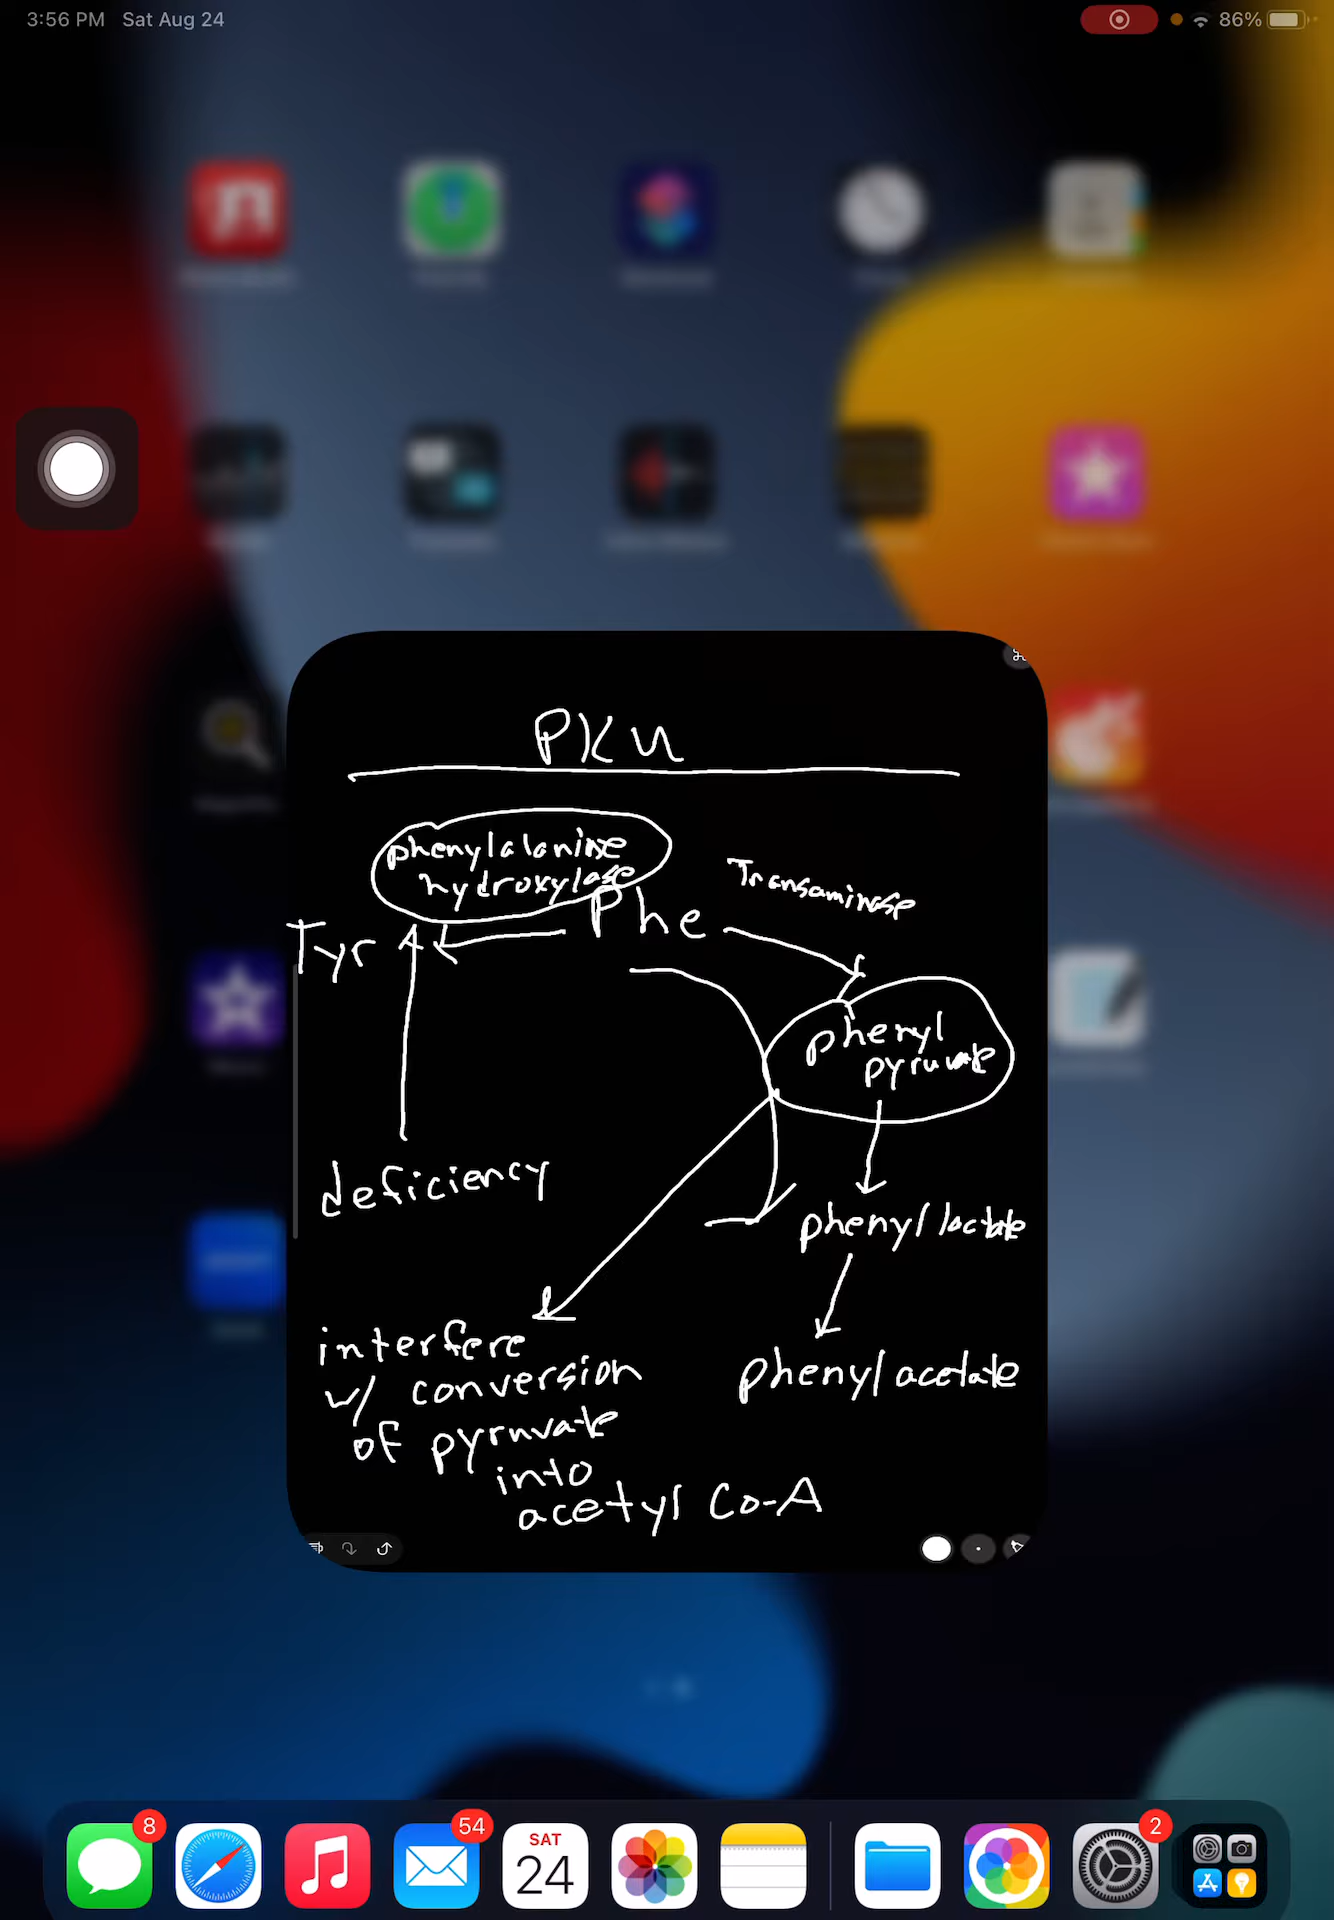 3:56 PM Sat Aug 24
86%
PKU
phenylalanine
hydroxylase
Transaminase
Tyr
Phe
phenyl
pyruvate
deficiency
phenyl lactate
interfere
w/ conversion
of pyruvate
into
acetyl Co-A
phenyl acetate
8
54
SAT
24
2